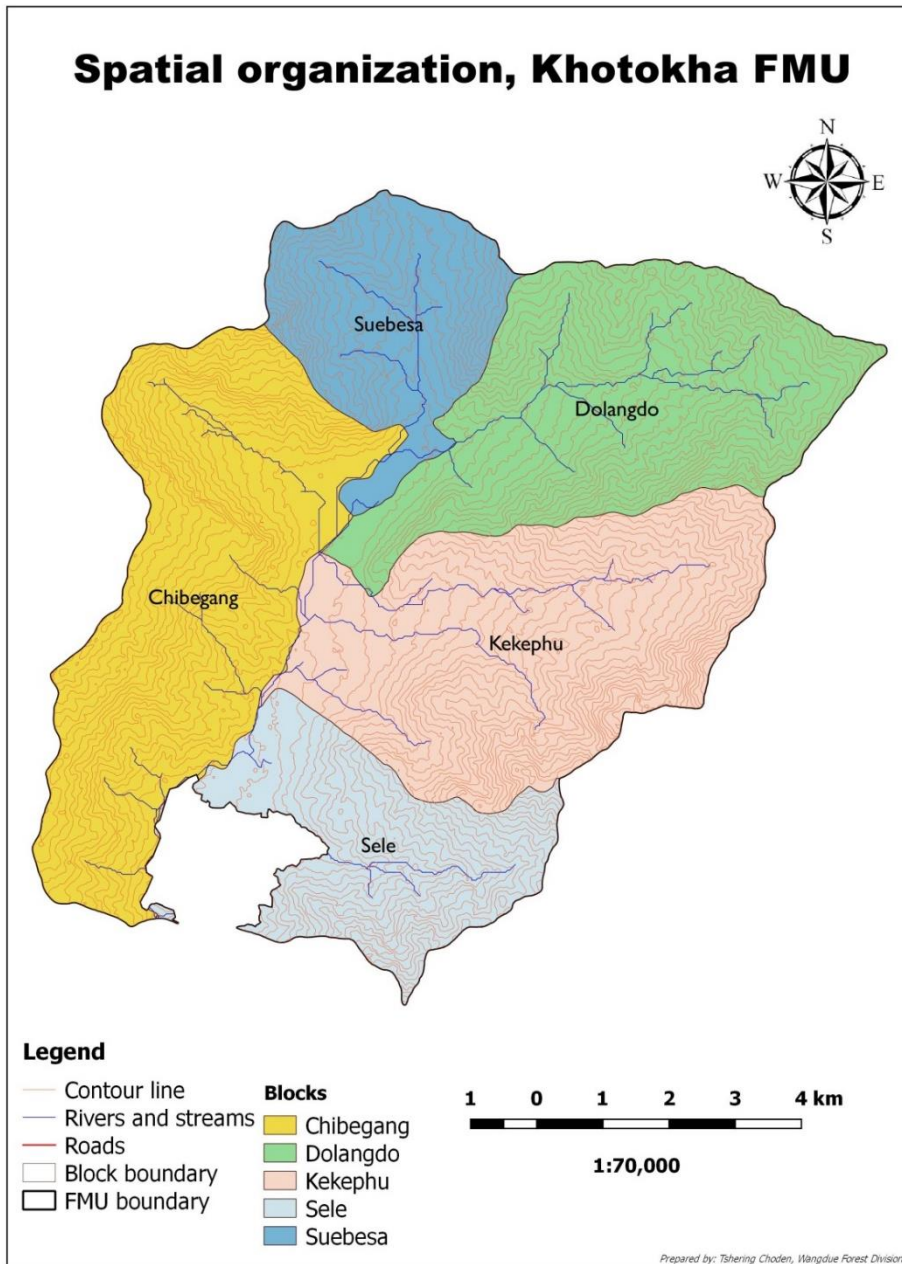 Spatial organization, Khotokha FMU
N
W
E
S
Suebesa
Dolangdo
Chibegang
Kekephu
Sele
Legend
Contour line
Rivers and streams
Roads
Block boundary
FMU boundary
Blocks
Chibegang
Dolangdo
Kekephu
Sele
Suebesa
1 0 1 2 3 4 km
1:70,000
Prepared by: Tshering Choden, Wangdue Forest Division